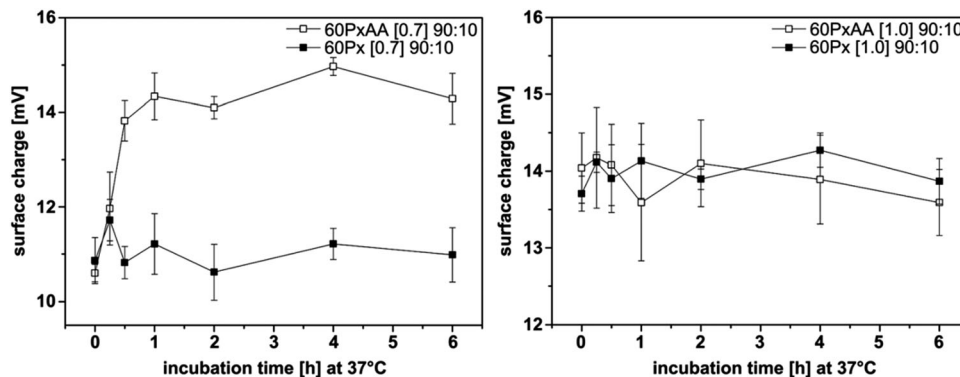 16
14
12
10
surface charge [mV]
60PxAA [0.7] 90:10
60Px [0.7] 90:10
0 1 2 3 4 5 6
incubation time [h] at 37°C
16
15
14
13
12
surface charge [mV]
60PxAA [1.0] 90:10
60Px [1.0] 90:10
0 1 2 3 4 5 6
incubation time [h] at 37°C